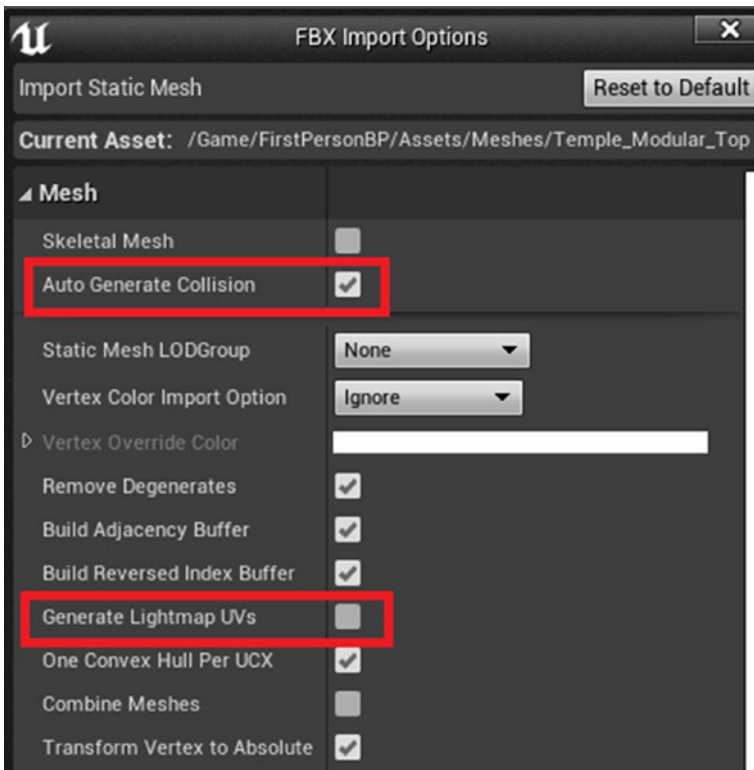 FBX Import Options
Import Static Mesh
Reset to Default
Current Asset: /Game/FirstPersonBP/Assets/Meshes/Temple_Modular_Top
Mesh
Skeletal Mesh
Auto Generate Collision
Static Mesh LODGroup None
Vertex Color Import Option Ignore
Vertex Override Color
Remove Degenerates
Build Adjacency Buffer
Build Reversed Index Buffer
Generate Lightmap UVs
One Convex Hull Per UCX
Combine Meshes
Transform Vertex to Absolute